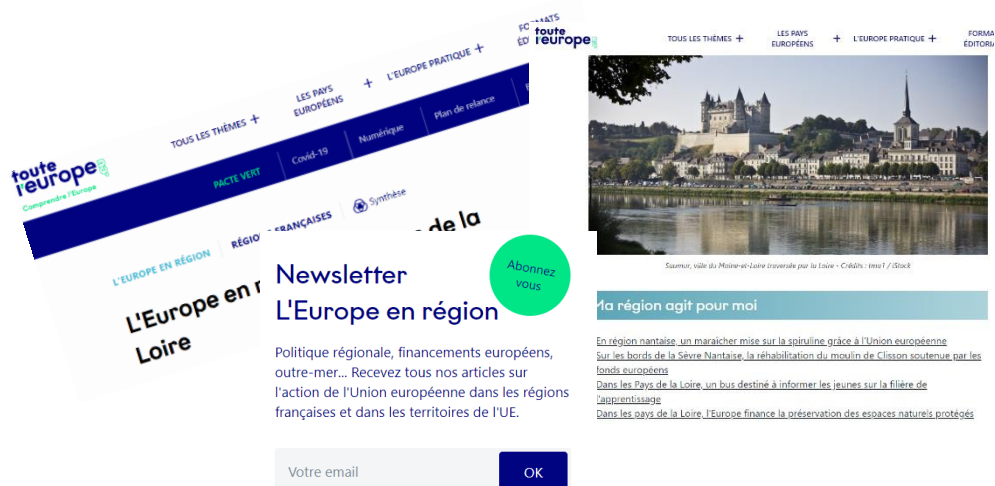 toute
l'europe
Comprendre l'Europe
TOUS LES THÈMES +
LES PAYS
EUROPÉENS
+
L'EUROPE PRATIQUE +
PACTE VERT
Covid-19
Numérique
Plan de relance
L'EUROPE EN RÉGION
Synthèse
L'Europe en
de la
Loire
Newsletter
L'Europe en région
Abonnez
vous
Politique régionale, financements européens,
outre-mer... Recevez tous nos articles sur
l'action de l'Union européenne dans les régions
françaises et dans les territoires de l'UE.
Votre email
OK
toute
l'europe
TOUS LES THÈMES +
LES PAYS
EUROPÉENS
+
L'EUROPE PRATIQUE +
Saumur, ville du Maine-et-Loire traversée par la Loire - Crédits : tma1 / iStock
Ma région agit pour moi
En région nantaise, un maraicher mise sur la spiruline grâce à l'Union européenne
Sur les bords de la Sèvre Nantaise, la réhabilitation du moulin de Clisson soutenue par les
fonds européens
Dans les Pays de la Loire, un bus destiné à informer les jeunes sur la filière de
l'apprentissage
Dans les pays de la Loire, l'Europe finance la préservation des espaces naturels protégés